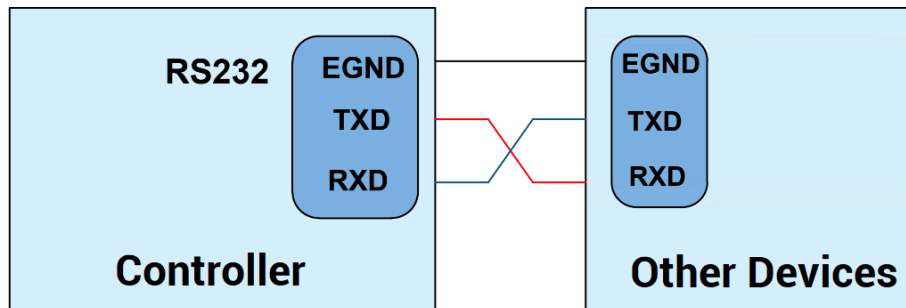 RS232
EGND
TXD
RXD
Controller
EGND
TXD
RXD
Other Devices